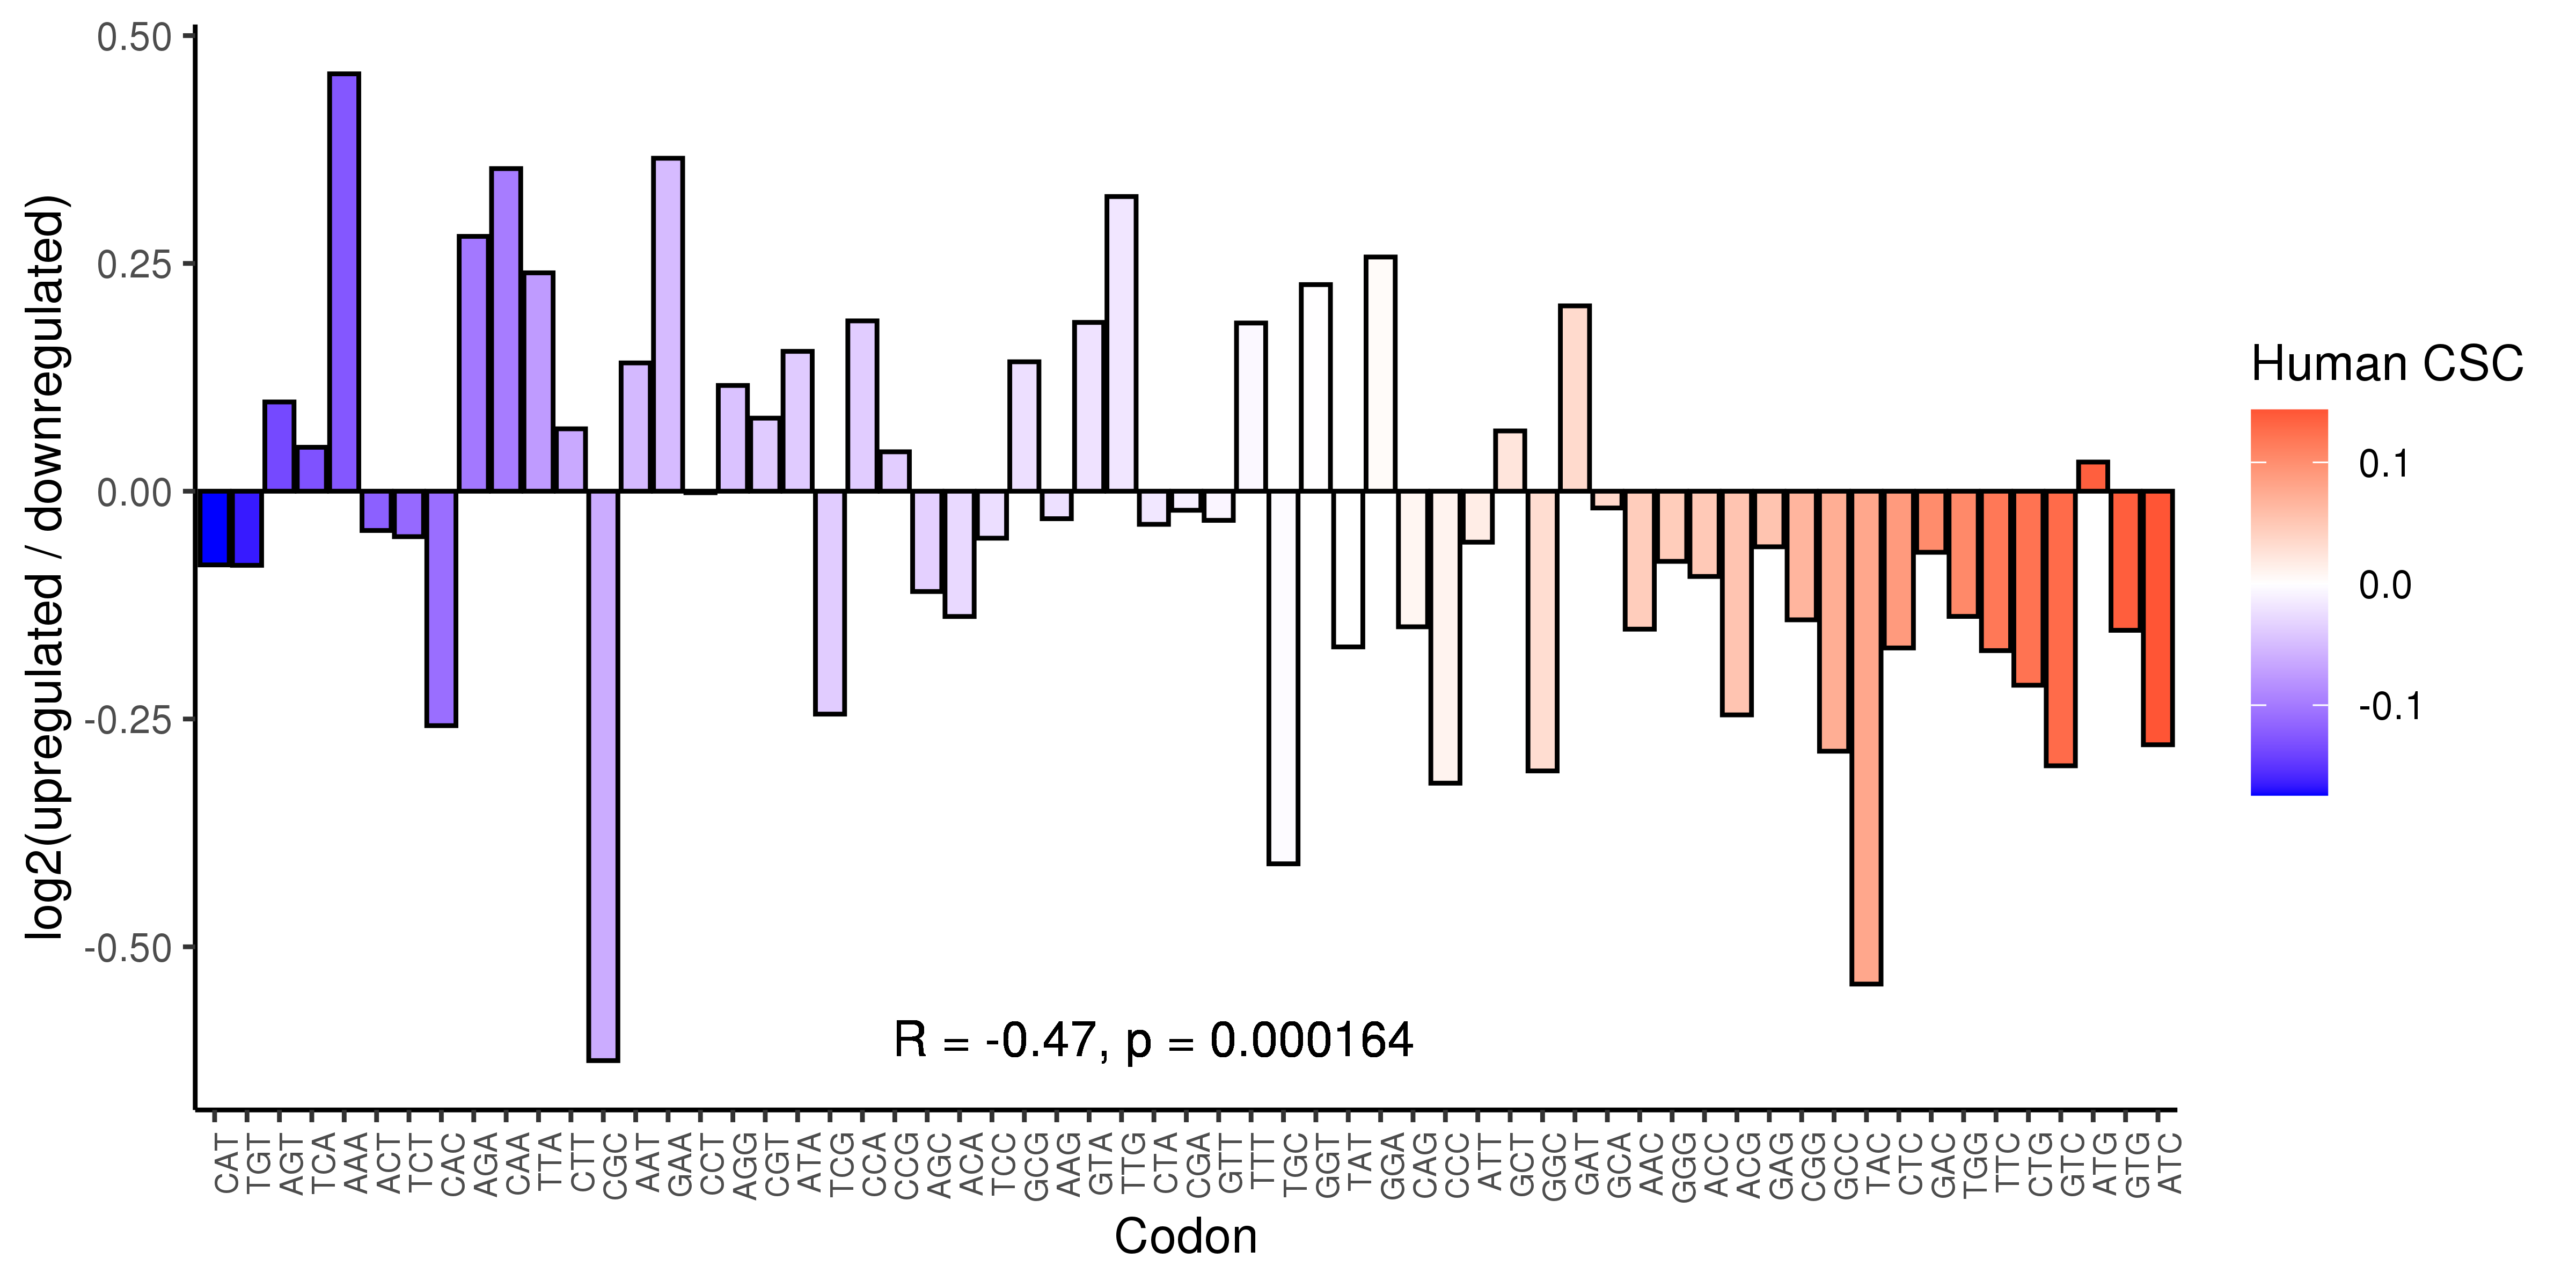 0.50
0.25
0.00
-0.25
-0.50
log2(upregulated / downregulated)
R = -0.47, p = 0.000164
CAT TGT AGT TCA AAA ACT TCT CAC AGA CAA TTA CTT CGC AAT GAA CCT AGG CGT ATA TCG CCA CCG AGC ACA TCC GCG AAG GTA TTG CTA CGA GTT TTT TGC GGT TAT GGA CAG CCC ATT GCT GGC GAT GCA AAC GGG ACC ACG GAG CGG GCC TAC CTC GAC TGG TTC CTG GTC ATG GTG ATC
Codon
Human CSC
0.1
0.0
-0.1